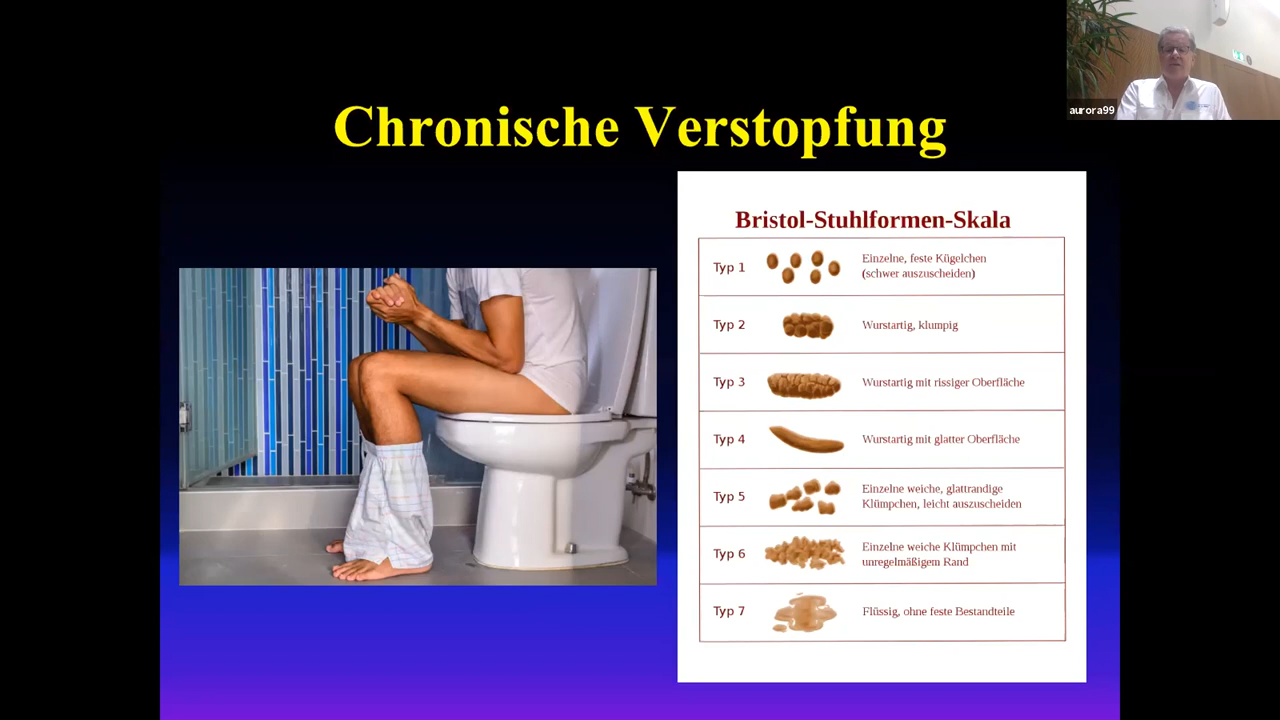 aurora99
Chronische Verstopfung
Bristol-Stuhlformen-Skala
Typ 1
Einzelne, feste Kügelchen
(schwer auszuscheiden)
Typ 2
Wurstartig, klumpig
Typ 3
Wurstartig mit rissiger Oberfläche
Typ 4
Wurstartig mit glatter Oberfläche
Typ 5
Einzelne weiche, glattrandige
Klümpchen, leicht auszuscheiden
Typ 6
Einzelne weiche Klümpchen mit
unregelmäßigem Rand
Typ 7
Flüssig, ohne feste Bestandteile